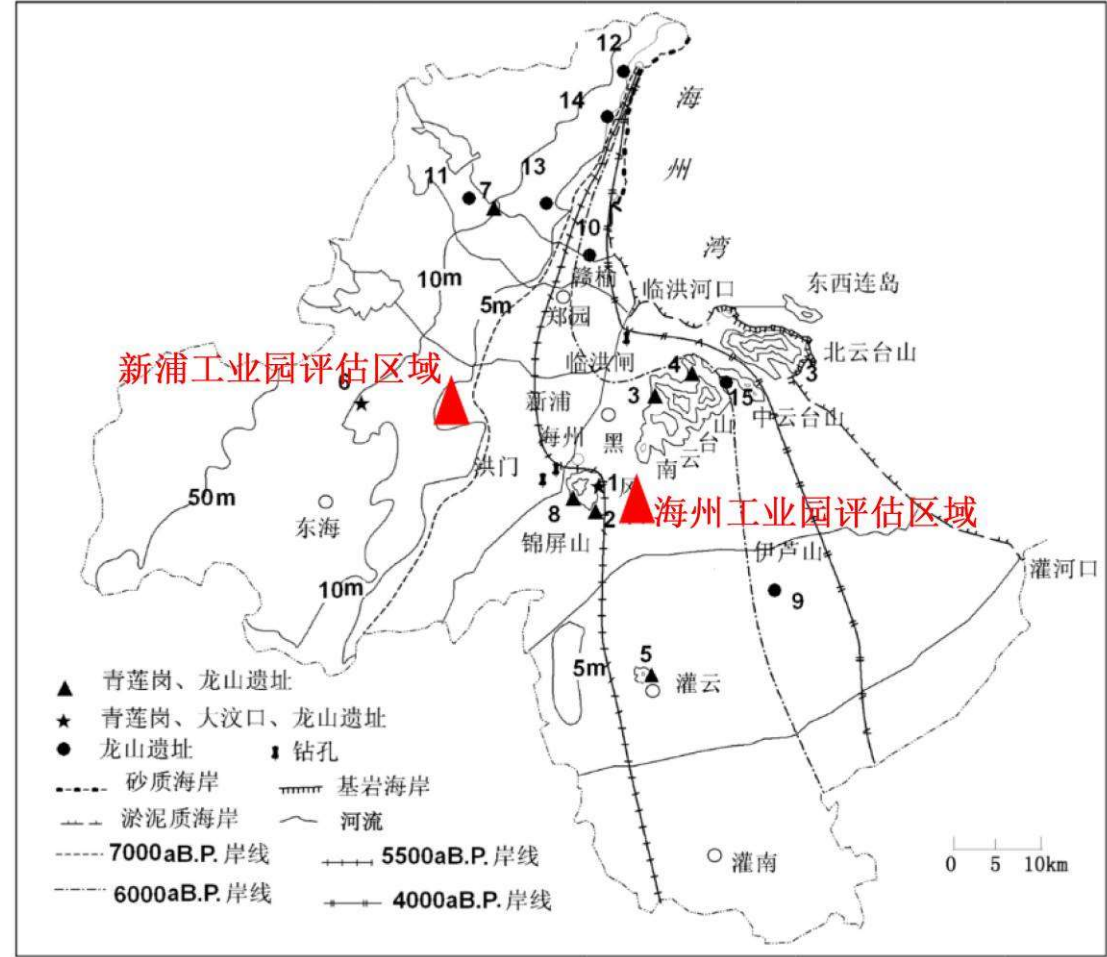 12
海
14
州
13
11
7
10
湾
赣榆
10m
临洪河口
东西连岛
5m
郑园
北云台山
新浦工业园评估区域
临洪闸
4
3
6
3
15
新浦
中云台山
海州
黑
南云台山
洪门
1
风
50m
8
2
海州工业园评估区域
东海
锦屏山
伊芦山
灌河口
10m
9
5
5m
灌云
青莲岗、龙山遗址
青莲岗、大汶口、龙山遗址
龙山遗址
钻孔
砂质海岸
基岩海岸
淤泥质海岸
河流
7000aB.P.岸线
5500aB.P.岸线
灌南
0 5 10km
6000aB.P.岸线
4000aB.P.岸线